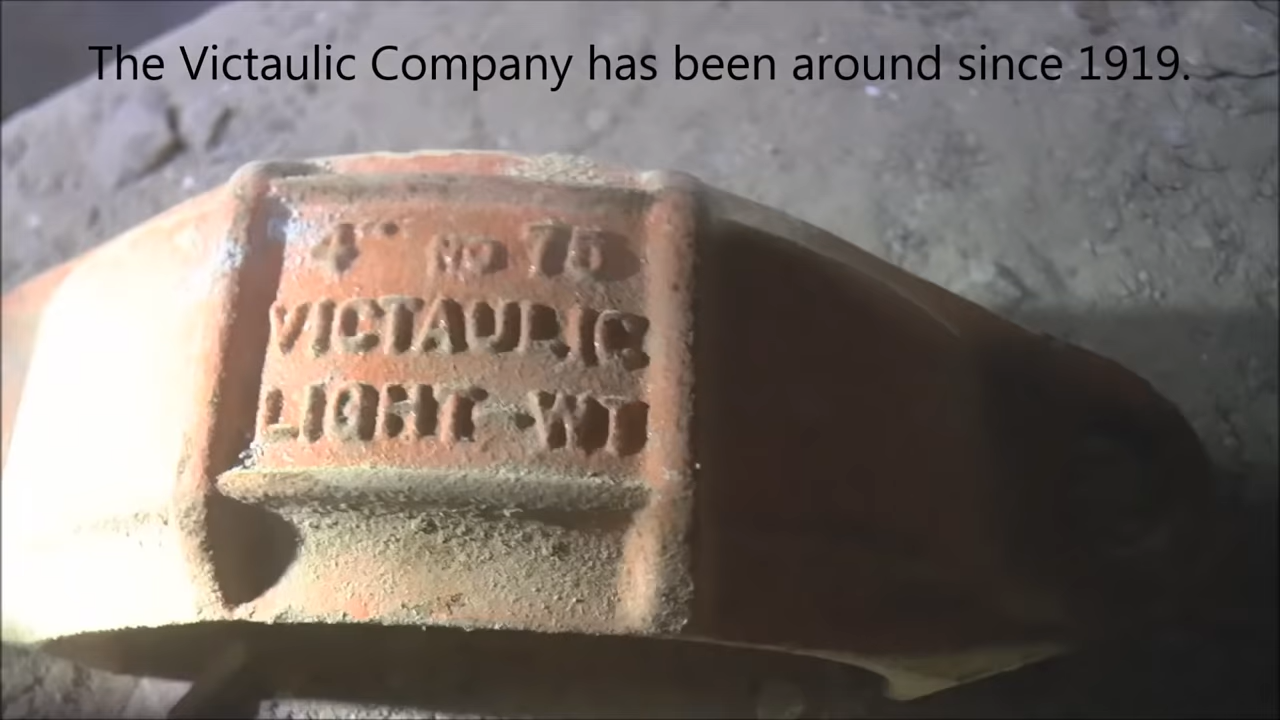 The Victaulic Company has been around since 1919.
4" No 75
VICTAULIC
LIGHT-WT